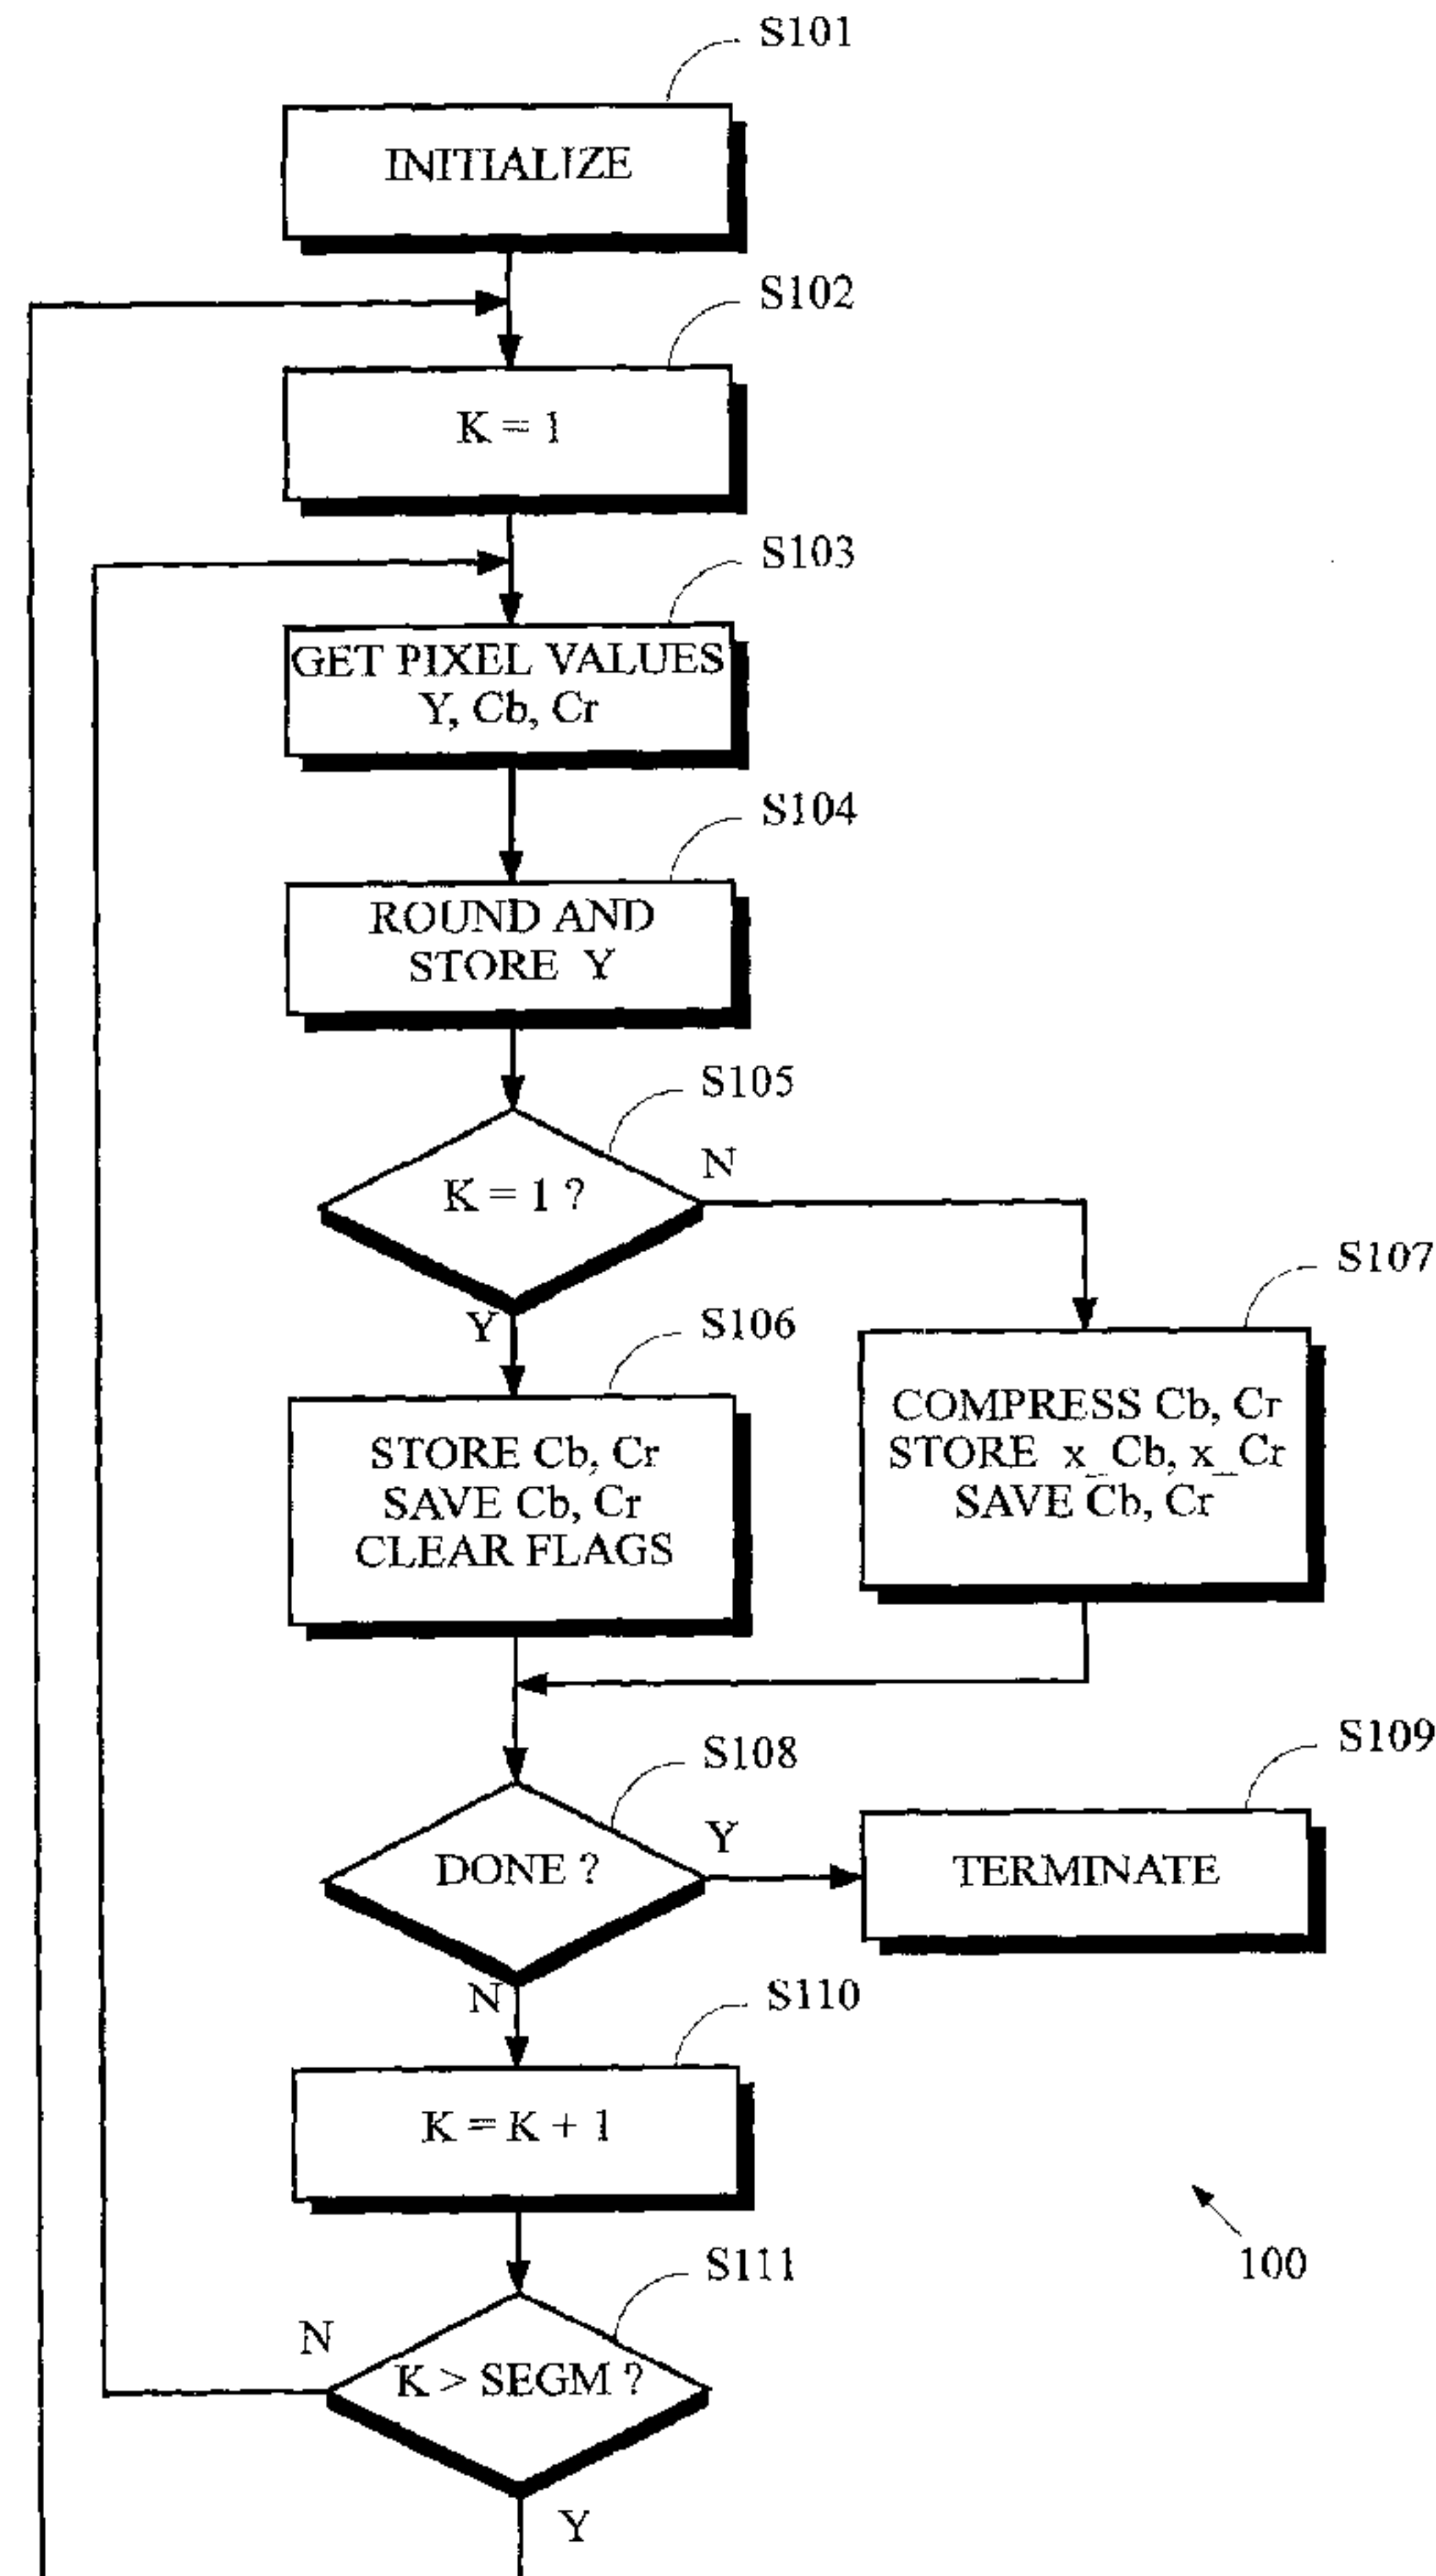 S101
INITIALIZE
S102
K = 1
S103
GET PIXEL VALUES
Y, Cb, Cr
S104
ROUND AND
STORE Y
S105
K = 1 ?
N
Y
S106
STORE Cb, Cr
SAVE Cb, Cr
CLEAR FLAGS
S107
COMPRESS Cb, Cr
STORE x_Cb, x_Cr
SAVE Cb, Cr
S108
DONE ?
Y
S109
TERMINATE
N
S110
K = K + 1
100
S111
N
K > SEGM ?
Y